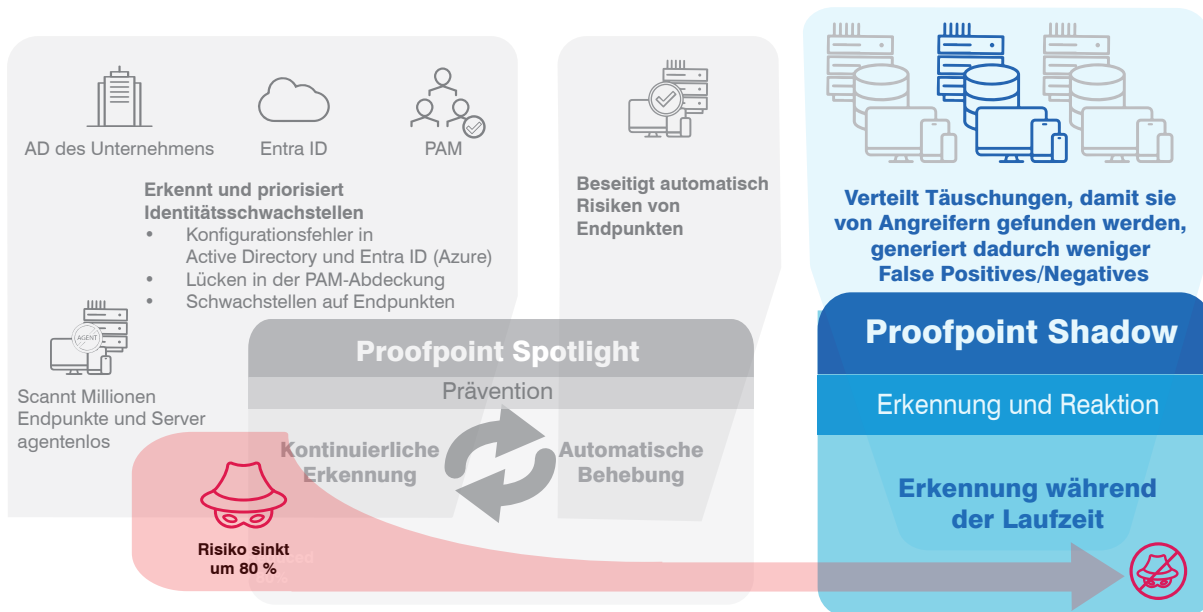 AD des Unternehmens
Entra ID
PAM
Erkennt und priorisiert
Identitätsschwachstellen
• Konfigurationsfehler in
Active Directory und Entra ID (Azure)
• Lücken in der PAM-Abdeckung
• Schwachstellen auf Endpunkten
AGENT
Scannt Millionen
Endpunkte und Server
agentenlos
Beseitigt automatisch
Risiken von
Endpunkten
Verteilt Täuschungen, damit sie
von Angreifern gefunden werden,
generiert dadurch weniger
False Positives/Negatives
Proofpoint Spotlight
Prävention
Kontinuierliche
Erkennung
Automatische
Behebung
Risiko sinkt
um 80 %
Proofpoint Shadow
Erkennung und Reaktion
Erkennung während
der Laufzeit